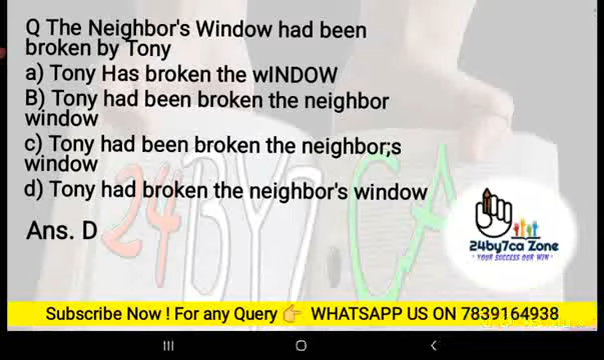 Q The Neighbor's Window had been
broken by Tony
a) Tony Has broken the wINDOW
B) Tony had been broken the neighbor
window
c) Tony had been broken the neighbor;s
window
d) Tony had broken the neighbor's window
Ans. D
24BY7 CA
24by7ca Zone
YOUR SUCCESS OUR WIN
Subscribe Now ! For any Query 👉 WHATSAPP US ON 7839164938